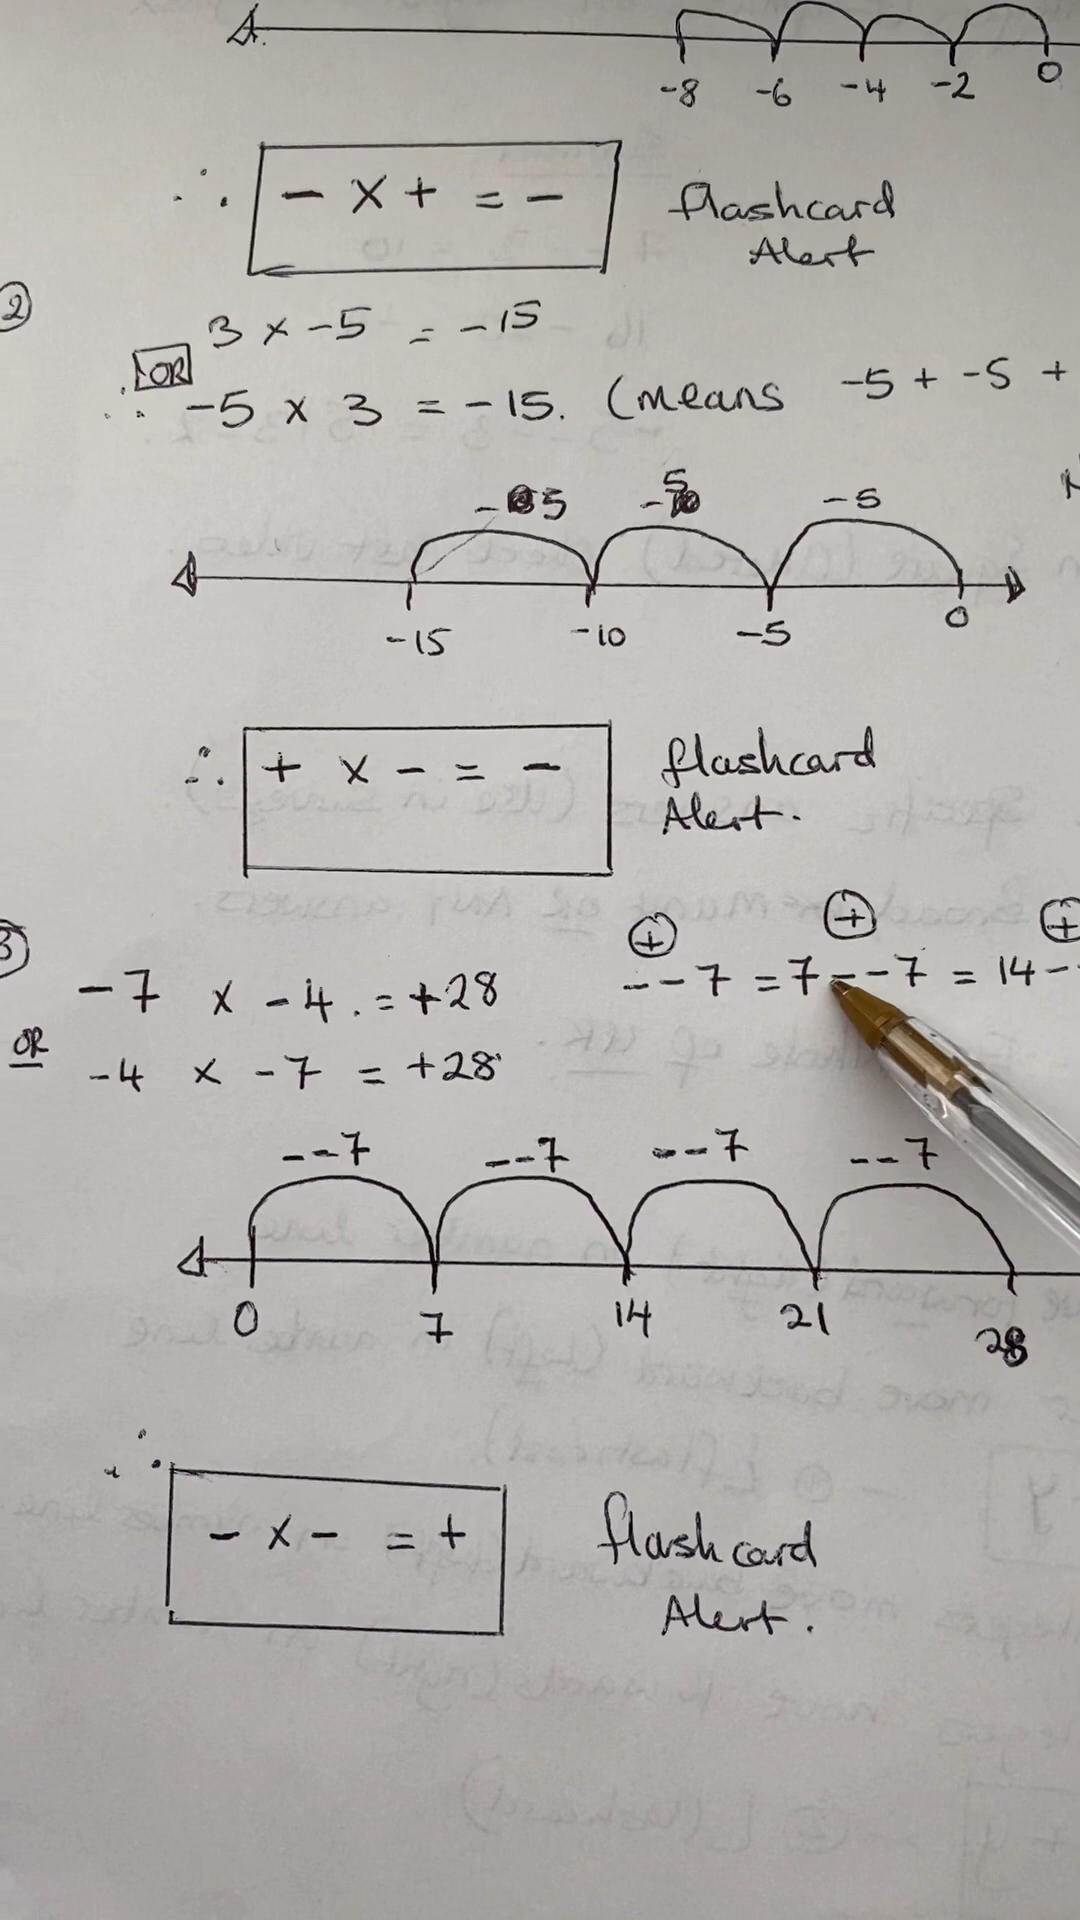 -8 -6 -4 -2 0
∴ - x + = - flashcard
Alert
② 3 x -5 = -15
OR
∴ -5 x 3 = -15. (means -5 + -5 +
-5 -5 -5
-15 -10 -5 0
∴ + x - = - flashcard
Alert.
+ + +
③ -7 x -4 . = +28 --7 = 7--7 = 14-
OR
-4 x -7 = +28
--7 --7 --7 --7
0 7 14 21 28
∴ - x - = + flashcard
Alert.